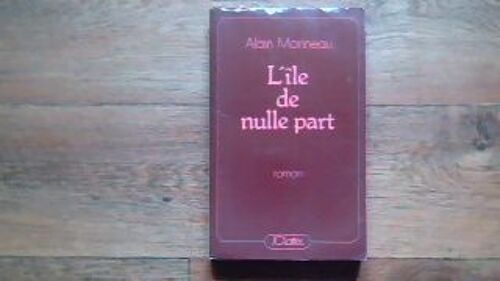 Alain Morineau
L'île
de
nulle part
roman
JClattès